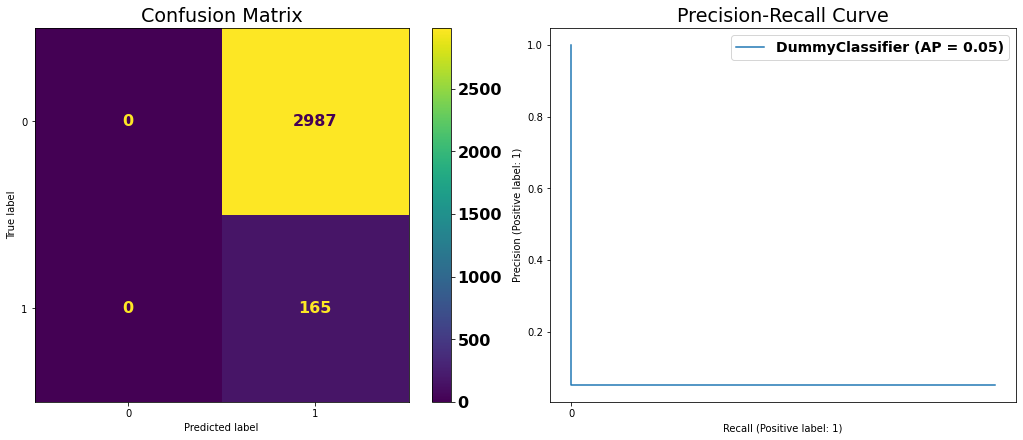 Confusion Matrix
0
1
True label
0
2987
0
165
0
1
Predicted label
2500
2000
1500
1000
500
0
Precision-Recall Curve
DummyClassifier (AP = 0.05)
Precision (Positive label: 1)
1.0
0.8
0.6
0.4
0.2
0
Recall (Positive label: 1)